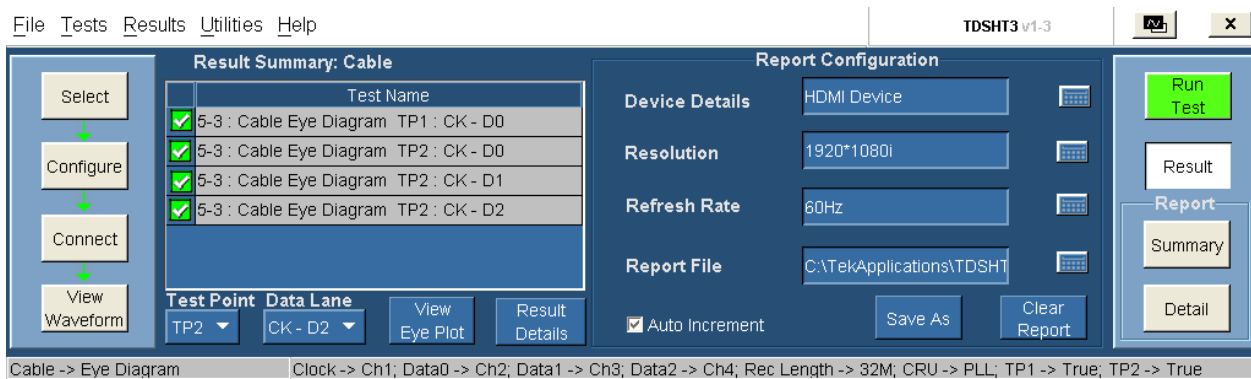 File Tests Results Utilities Help
TDSHT3 v1-3
x
Select
Configure
Connect
View
Waveform
Result Summary: Cable
Test Name
5-3 : Cable Eye Diagram TP1 : CK - D0
5-3 : Cable Eye Diagram TP2 : CK - D0
5-3 : Cable Eye Diagram TP2 : CK - D1
5-3 : Cable Eye Diagram TP2 : CK - D2
Test Point Data Lane
TP2 CK - D2
View
Eye Plot
Result
Details
Report Configuration
Device Details HDMI Device
Resolution 1920*1080i
Refresh Rate 60Hz
Report File C:\TekApplications\TDSHT
Auto Increment
Save As
Clear
Report
Run
Test
Result
Report
Summary
Detail
Cable -> Eye Diagram
Clock -> Ch1; Data0 -> Ch2; Data1 -> Ch3; Data2 -> Ch4; Rec Length -> 32M; CRU -> PLL; TP1 -> True; TP2 -> True